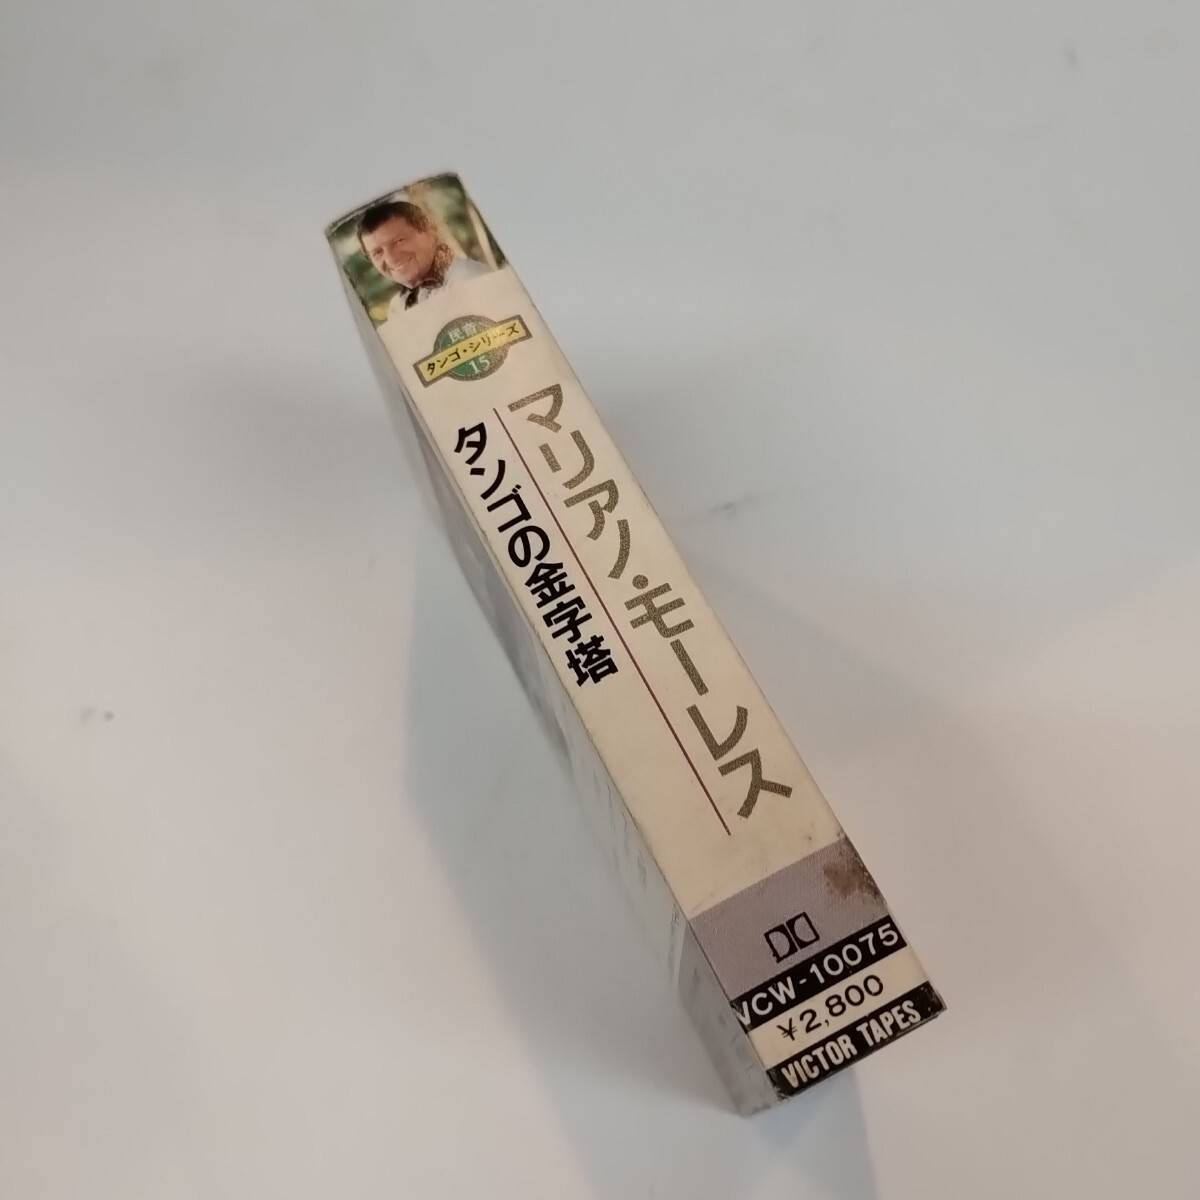 民音
タンゴ・シリーズ
15
マリアノ・モーレス
タンゴの金字塔
VCW-10075
¥2,800
VICTOR TAPES